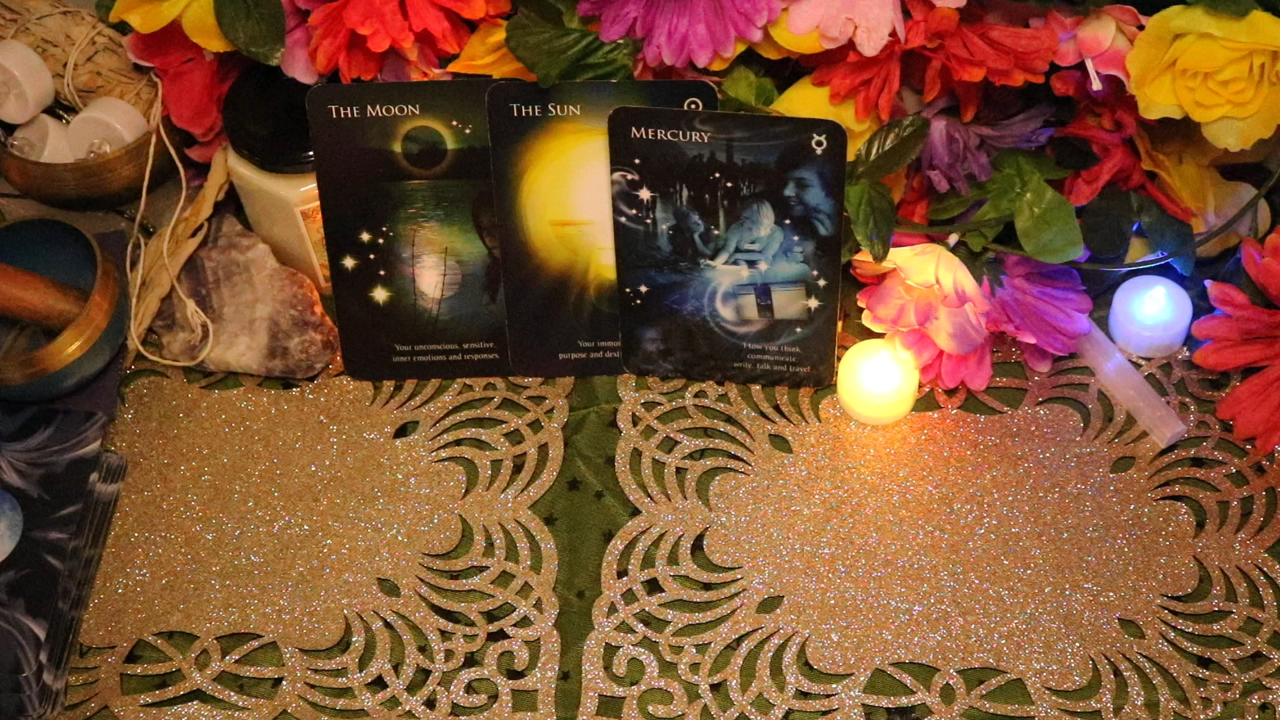 THE MOON
Your unconscious, sensitive,
inner emotions and responses.
THE SUN
Your
purpose and
MERCURY
How you think,
communicate,
write, talk and travel